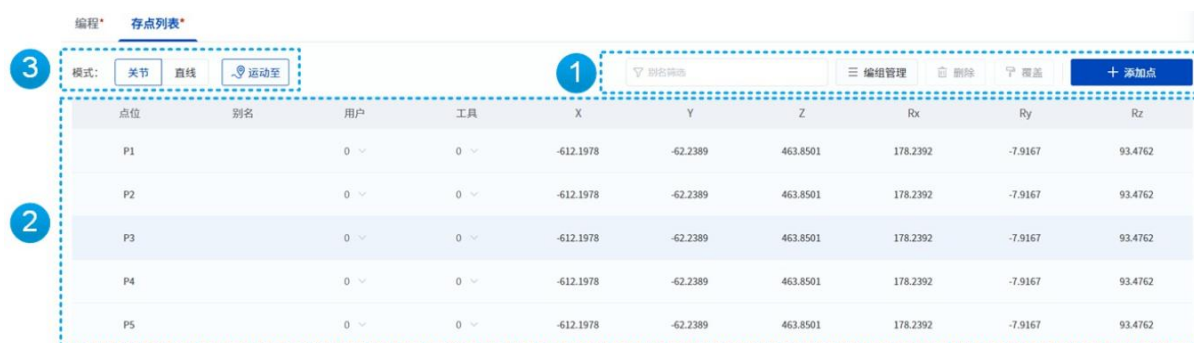 编程* 存点列表*
3 模式: 关节 直线 运动至 1 别名筛选 编组管理 删除 覆盖 + 添加点
点位 别名 用户 工具 X Y Z Rx Ry Rz
P1 0 0 -612.1978 -62.2389 463.8501 178.2392 -7.9167 93.4762
2 P2 0 0 -612.1978 -62.2389 463.8501 178.2392 -7.9167 93.4762
P3 0 0 -612.1978 -62.2389 463.8501 178.2392 -7.9167 93.4762
P4 0 0 -612.1978 -62.2389 463.8501 178.2392 -7.9167 93.4762
P5 0 0 -612.1978 -62.2389 463.8501 178.2392 -7.9167 93.4762